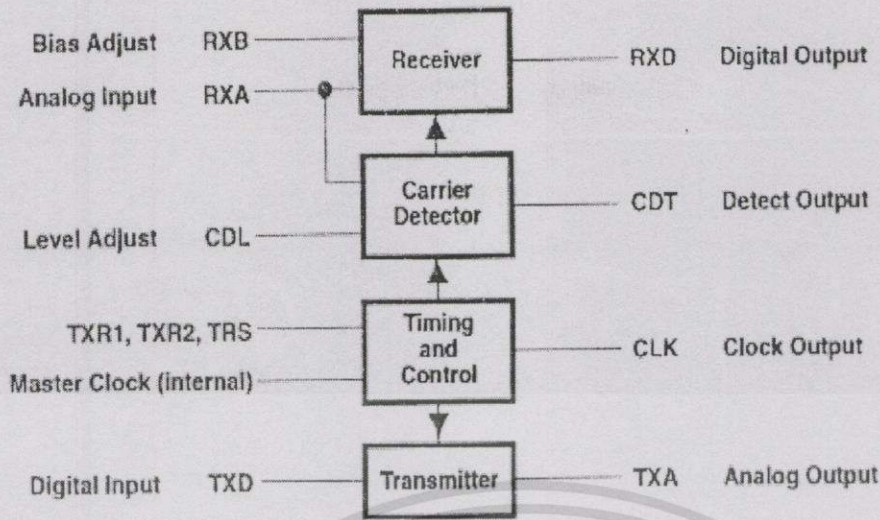 Bias Adjust RXB Receiver RXD Digital Output
Analog Input RXA
Carrier Detector CDT Detect Output
Level Adjust CDL
TXR1, TXR2, TRS
Timing and Control CLK Clock Output
Master Clock (internal)
Digital Input TXD Transmitter TXA Analog Output